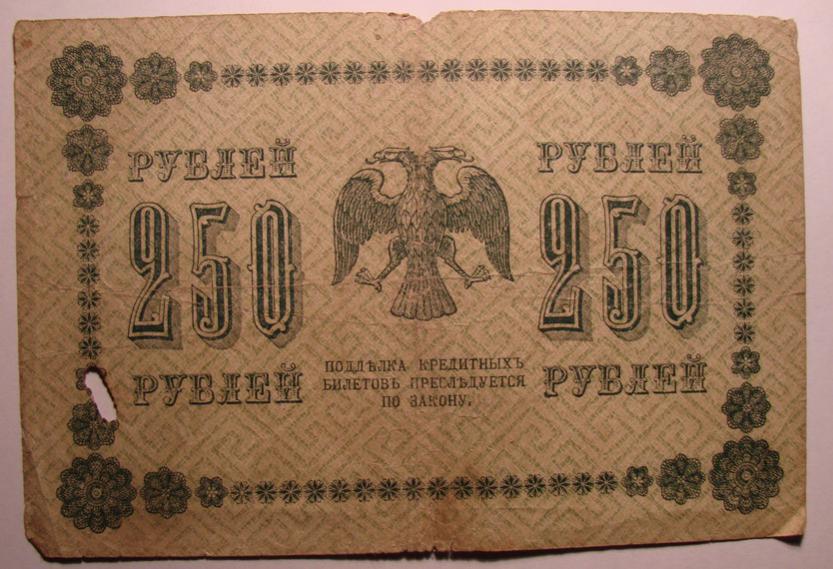 РУБЛЕЙ
250
РУБЛЕЙ
ПОДДѢЛКА КРЕДИТНЫХЪ
БИЛЕТОВЪ ПРЕСЛѢДУЕТСЯ
ПО ЗАКОНУ.
РУБЛЕЙ
250
РУБЛЕЙ